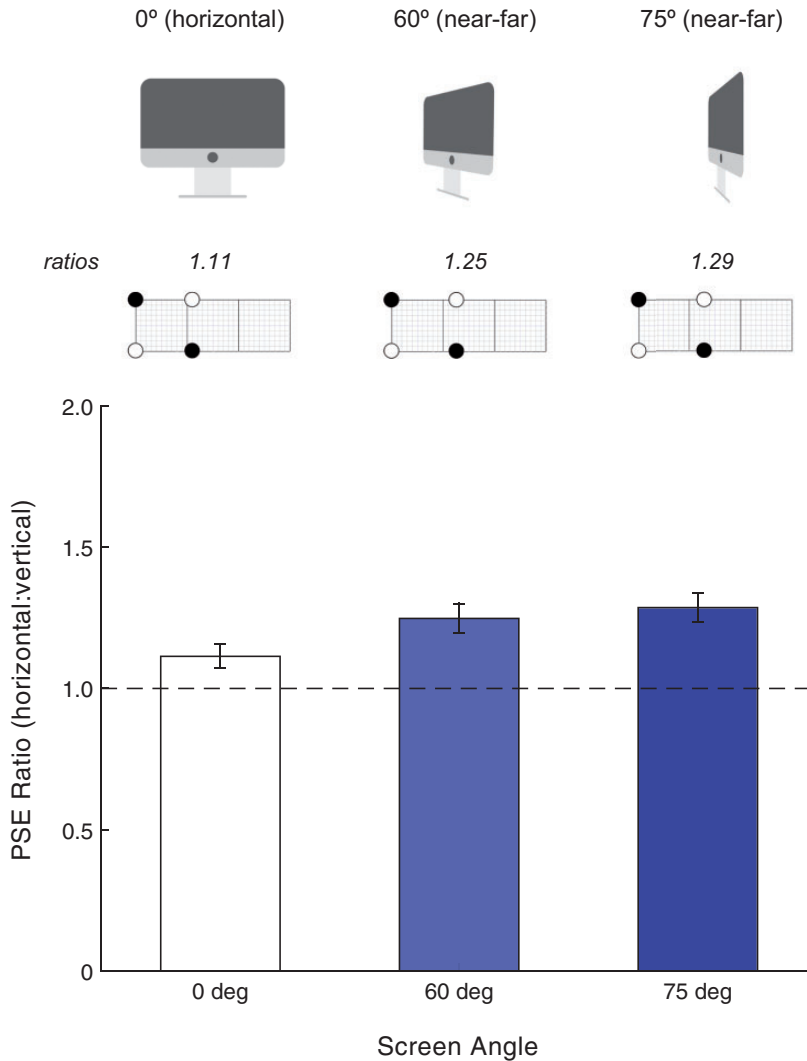 0º (horizontal) 60º (near-far) 75º (near-far)
ratios 1.11 1.25 1.29
2.0
1.5
1.0
0.5
0
PSE Ratio (horizontal:vertical)
0 deg 60 deg 75 deg
Screen Angle